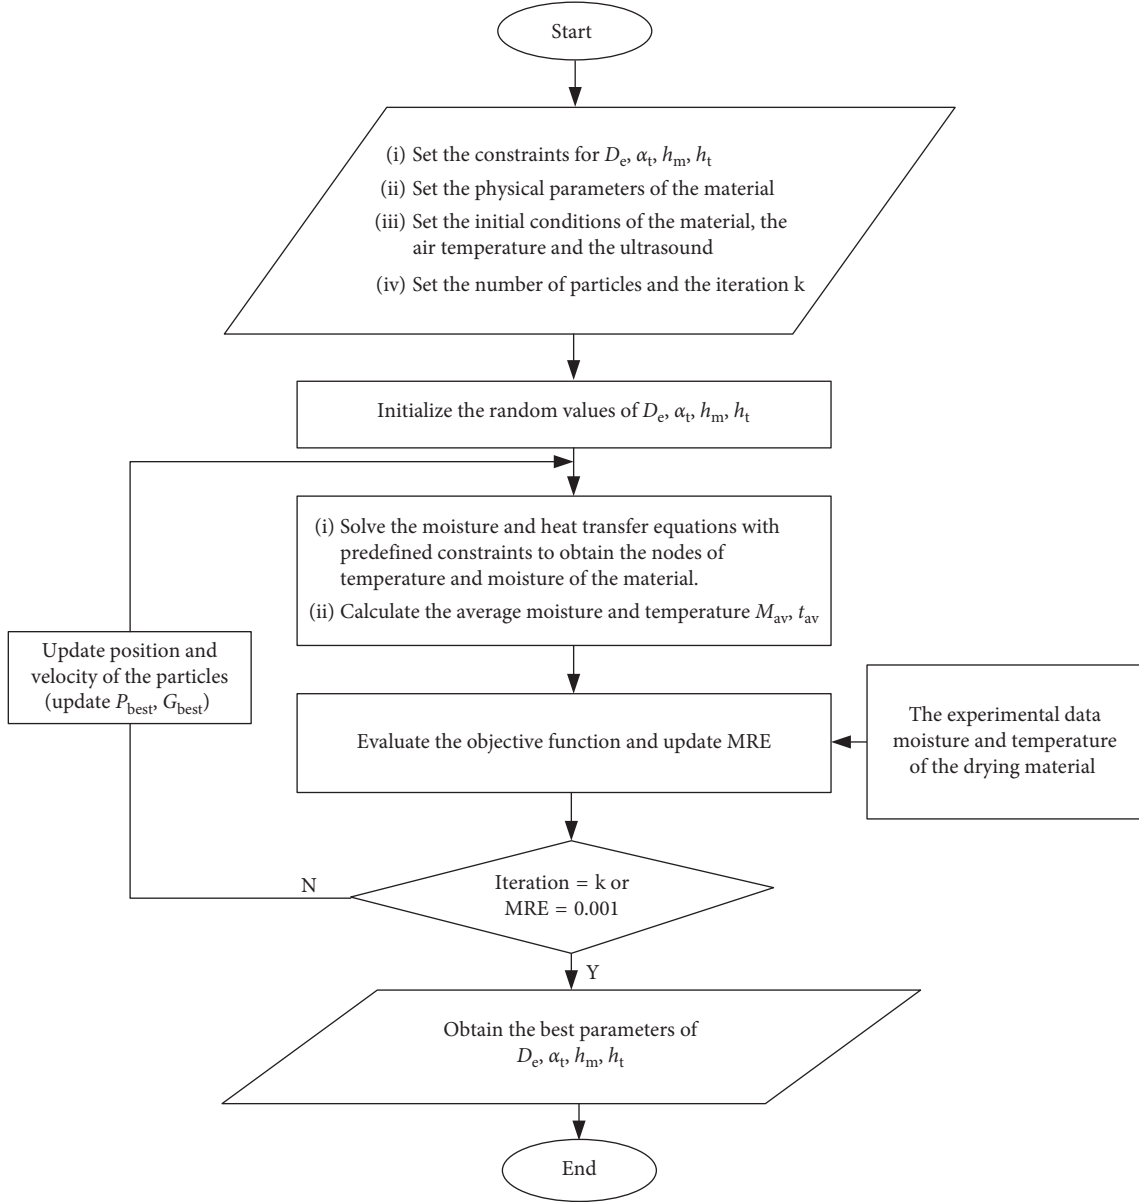 Start
(i) Set the constraints for Dₑ, αₜ, hₘ, hₜ
(ii) Set the physical parameters of the material
(iii) Set the initial conditions of the material, the
air temperature and the ultrasound
(iv) Set the number of particles and the iteration k
Initialize the random values of Dₑ, αₜ, hₘ, hₜ
(i) Solve the moisture and heat transfer equations with
predefined constraints to obtain the nodes of
temperature and moisture of the material.
(ii) Calculate the average moisture and temperature M_av, t_av
Update position and
velocity of the particles
(update P_best, G_best)
Evaluate the objective function and update MRE
The experimental data
moisture and temperature
of the drying material
Iteration = k or
MRE = 0.001
N
Y
Obtain the best parameters of
Dₑ, αₜ, hₘ, hₜ
End